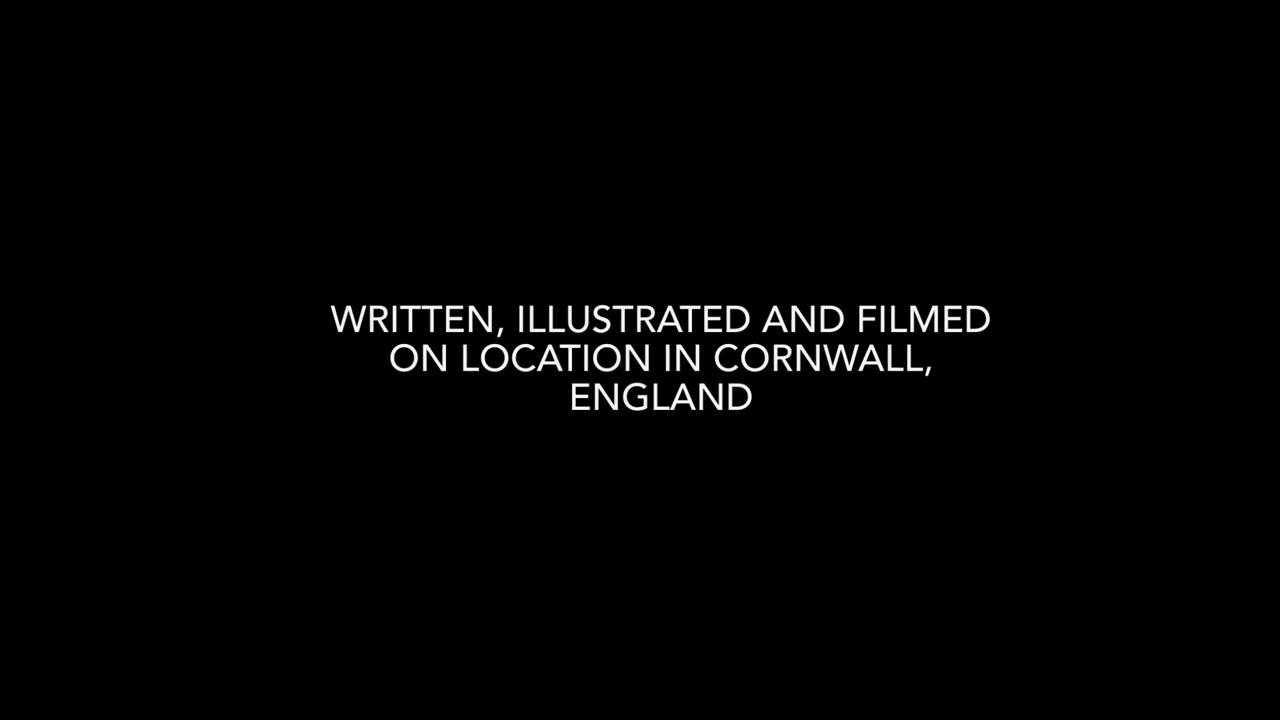 WRITTEN, ILLUSTRATED AND FILMED
ON LOCATION IN CORNWALL,
ENGLAND